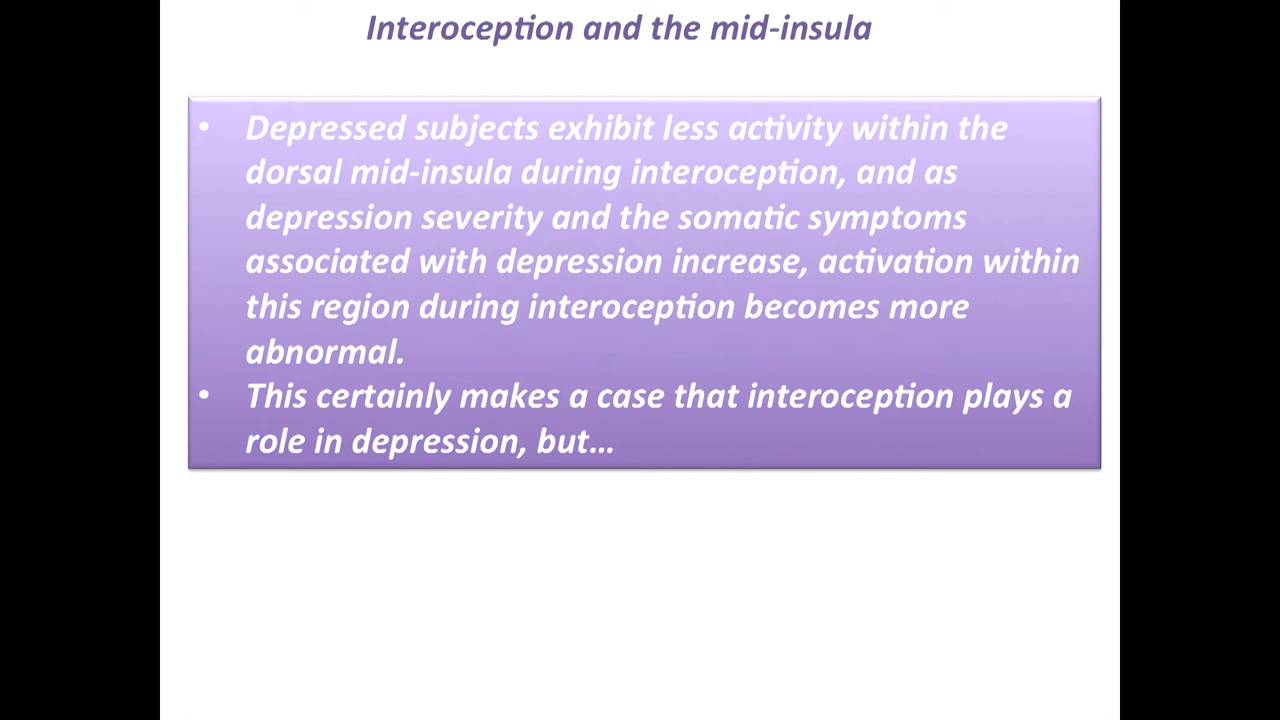 Interoception and the mid-insula
• Depressed subjects exhibit less activity within the
dorsal mid-insula during interoception, and as
depression severity and the somatic symptoms
associated with depression increase, activation within
this region during interoception becomes more
abnormal.
• This certainly makes a case that interoception plays a
role in depression, but…